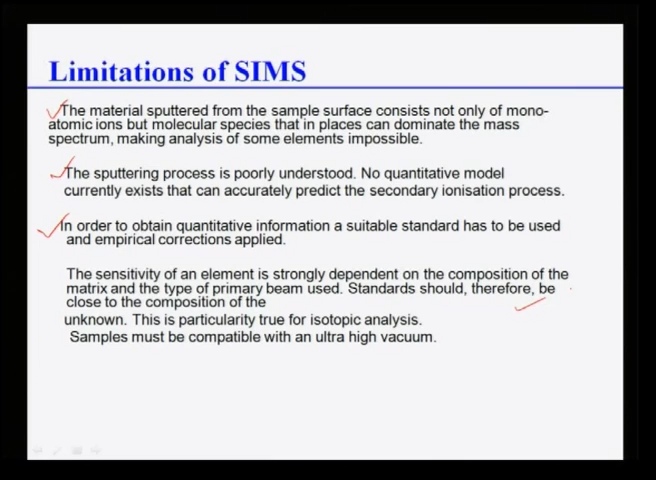 Limitations of SIMS
The material sputtered from the sample surface consists not only of mono-
atomic ions but molecular species that in places can dominate the mass
spectrum, making analysis of some elements impossible.
The sputtering process is poorly understood. No quantitative model
currently exists that can accurately predict the secondary ionisation process.
In order to obtain quantitative information a suitable standard has to be used
and empirical corrections applied.
The sensitivity of an element is strongly dependent on the composition of the
matrix and the type of primary beam used. Standards should, therefore, be
close to the composition of the
unknown. This is particularity true for isotopic analysis.
Samples must be compatible with an ultra high vacuum.